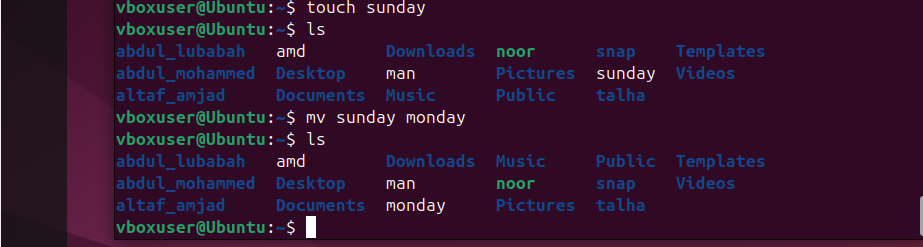 vboxuser@Ubuntu:~$ touch sunday
vboxuser@Ubuntu:~$ ls
abdul_lubabah amd Downloads noor snap Templates
abdul_mohammed Desktop man Pictures sunday Videos
altaf_amjad Documents Music Public talha
vboxuser@Ubuntu:~$ mv sunday monday
vboxuser@Ubuntu:~$ ls
abdul_lubabah amd Downloads Music Public Templates
abdul_mohammed Desktop man noor snap Videos
altaf_amjad Documents monday Pictures talha
vboxuser@Ubuntu:~$